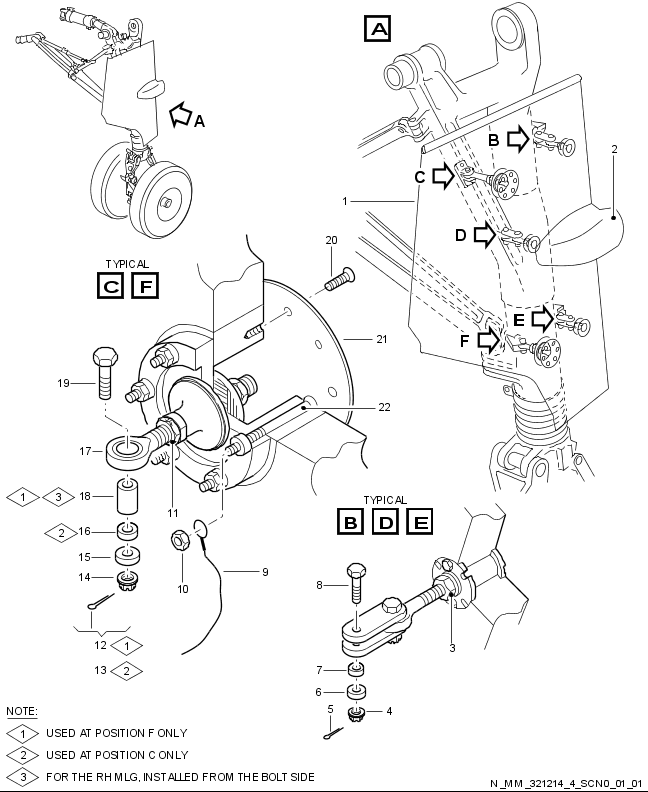 A
A
B
2
C
1
D
E
F
TYPICAL
C F
20
21
19
22
17
1 3 18
11
2 16
15
10
14
9
12 1
13 2
TYPICAL
B D E
8
3
7
6
5
4
NOTE:
1 USED AT POSITION F ONLY
2 USED AT POSITION C ONLY
3 FOR THE RH MLG, INSTALLED FROM THE BOLT SIDE
N_MM_321214_4_SCN0_01_01